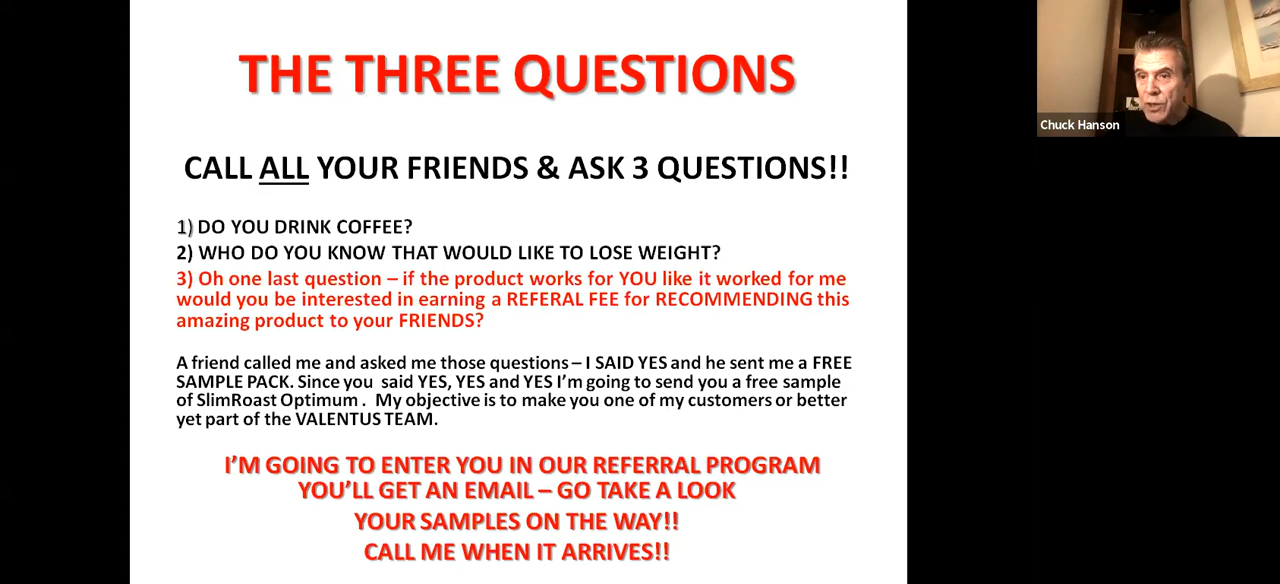 THE THREE QUESTIONS
CALL ALL YOUR FRIENDS & ASK 3 QUESTIONS!!
1) DO YOU DRINK COFFEE?
2) WHO DO YOU KNOW THAT WOULD LIKE TO LOSE WEIGHT?
3) Oh one last question – if the product works for YOU like it worked for me
would you be interested in earning a REFERAL FEE for RECOMMENDING this
amazing product to your FRIENDS?
A friend called me and asked me those questions – I SAID YES and he sent me a FREE
SAMPLE PACK. Since you said YES, YES and YES I'm going to send you a free sample
of SlimRoast Optimum . My objective is to make you one of my customers or better
yet part of the VALENTUS TEAM.
I'M GOING TO ENTER YOU IN OUR REFERRAL PROGRAM
YOU'LL GET AN EMAIL – GO TAKE A LOOK
YOUR SAMPLES ON THE WAY!!
CALL ME WHEN IT ARRIVES!!
Chuck Hanson